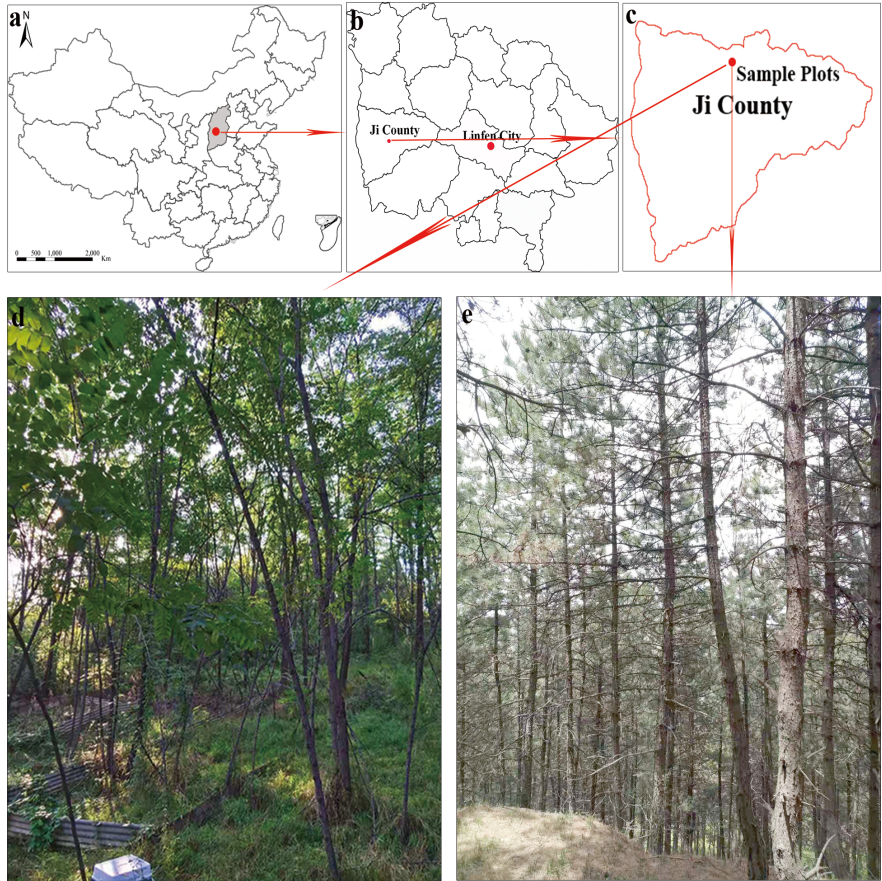 a
N
0 500 1,000 2,000
Km
b
Ji County
Linfen City
c
Sample Plots
Ji County
d
e